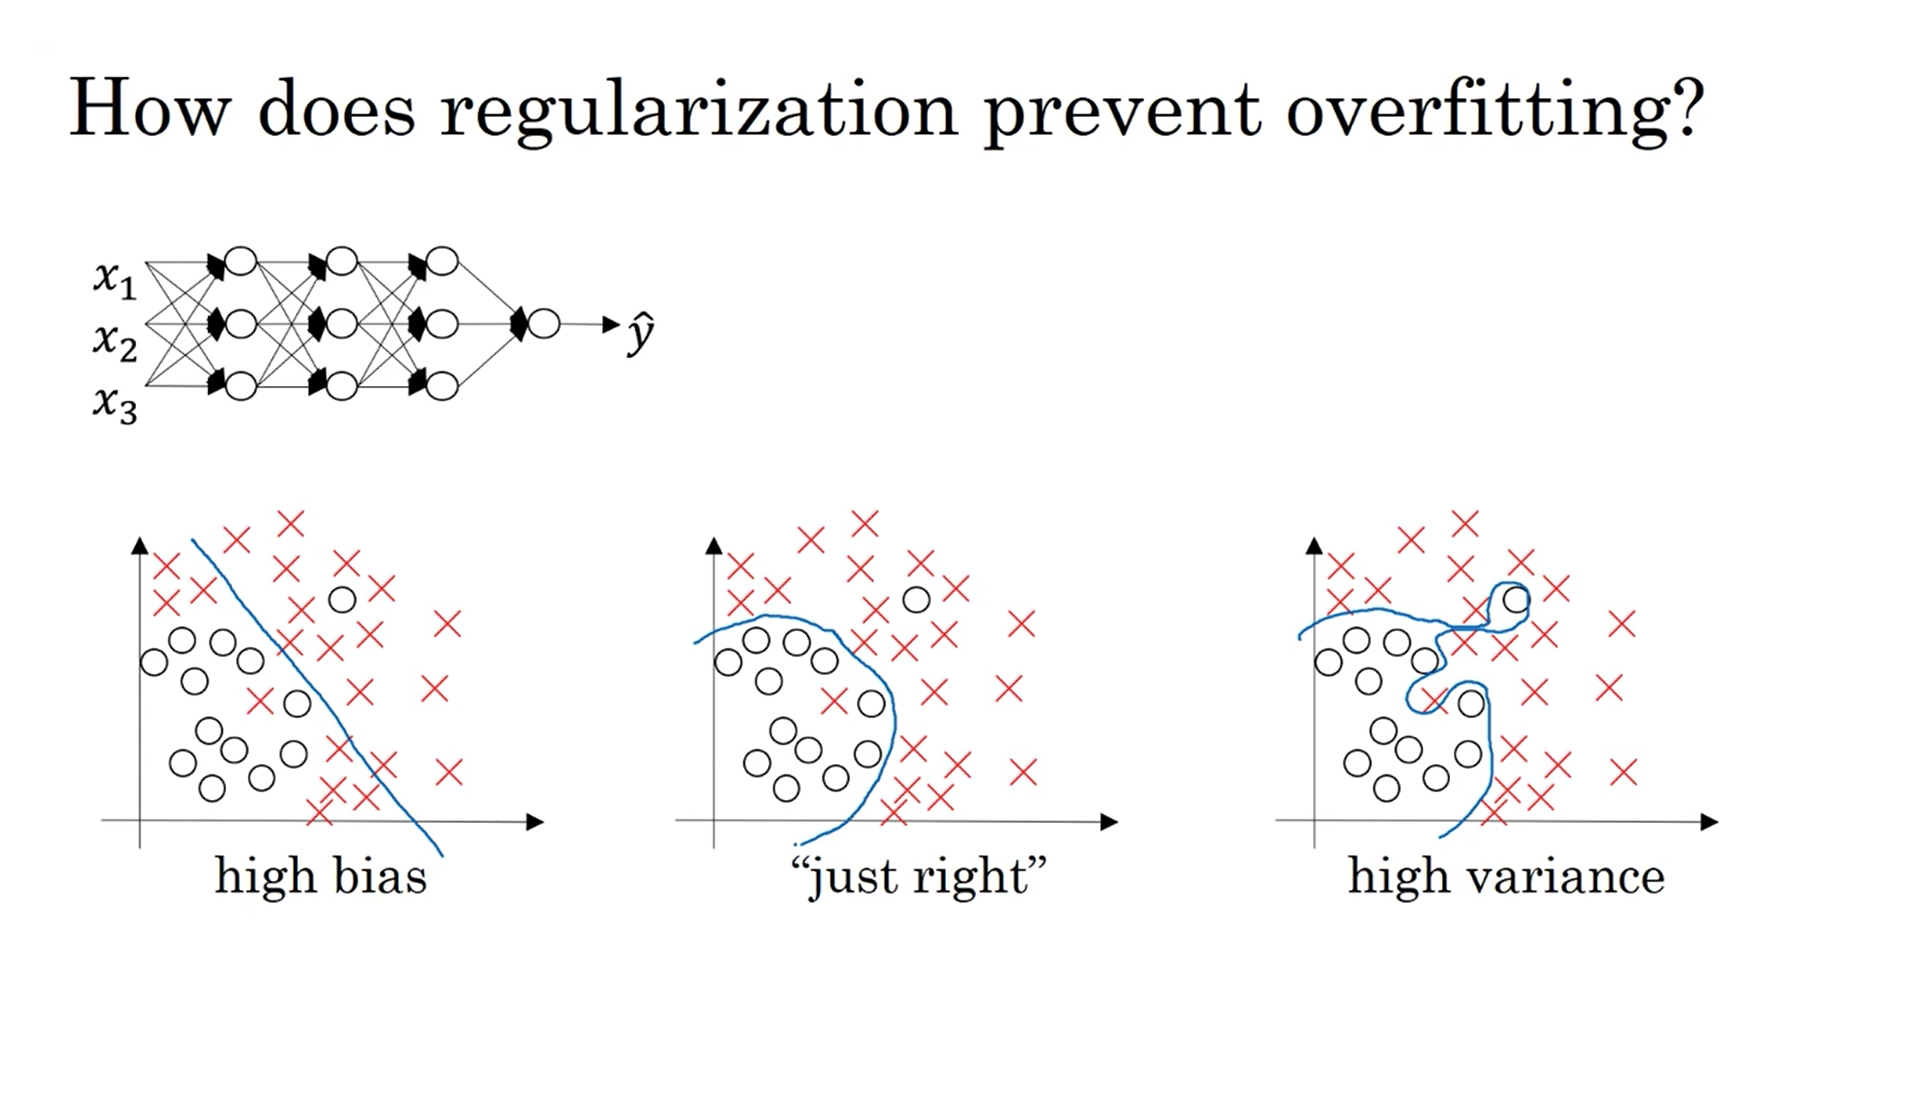 How does regularization prevent overfitting?
x₁
x₂
x₃
ŷ
high bias
“just right”
high variance